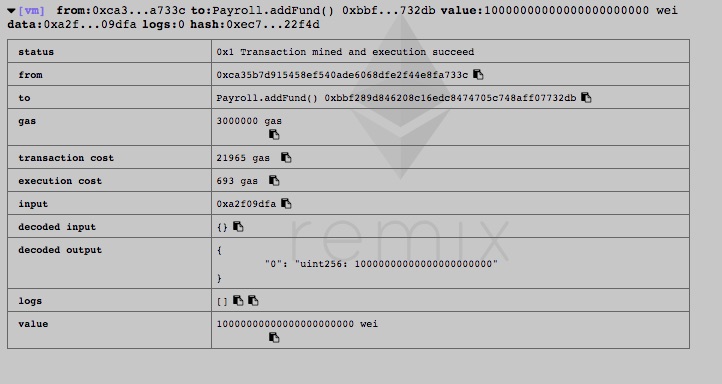 [vm] from:0xca3...a733c to:Payroll.addFund() 0xbbf...732db value:10000000000000000000000 wei
data:0xa2f...09dfa logs:0 hash:0xec7...22f4d
status 0x1 Transaction mined and execution succeed
from 0xca35b7d915458ef540ade6068dfe2f44e8fa733c
to Payroll.addFund() 0xbbf289d846208c16edc8474705c748aff07732db
gas 3000000 gas
transaction cost 21965 gas
execution cost 693 gas
input 0xa2f09dfa
decoded input {}
remix
decoded output {
"0": "uint256: 10000000000000000000000"
}
logs []
value 10000000000000000000000 wei